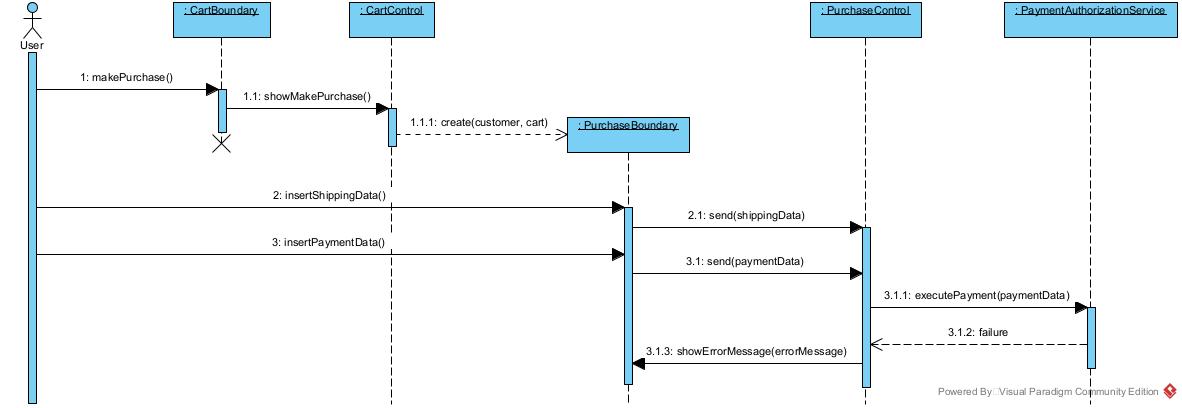 : CartBoundary
: CartControl
: PurchaseControl
: PaymentAuthorizationService
User
1: makePurchase()
1.1: showMakePurchase()
1.1.1: create(customer, cart)
: PurchaseBoundary
2: insertShippingData()
2.1: send(shippingData)
3: insertPaymentData()
3.1: send(paymentData)
3.1.1: executePayment(paymentData)
3.1.2: failure
3.1.3: showErrorMessage(errorMessage)
Powered By Visual Paradigm Community Edition